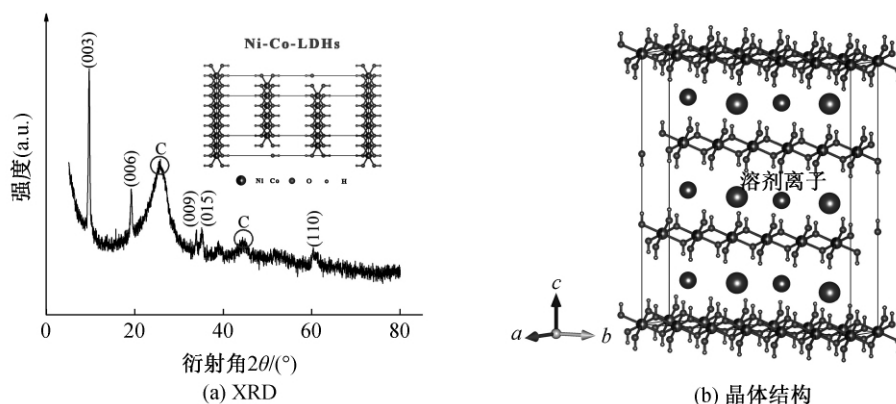 Ni-Co-LDHs
(003)
C
(006)
(009)
(015)
C
(110)
Ni Co O H
强度(a.u.)
0 20 40 60 80
衍射角2θ/(°)
(a) XRD
溶剂离子
c
a
b
(b) 晶体结构